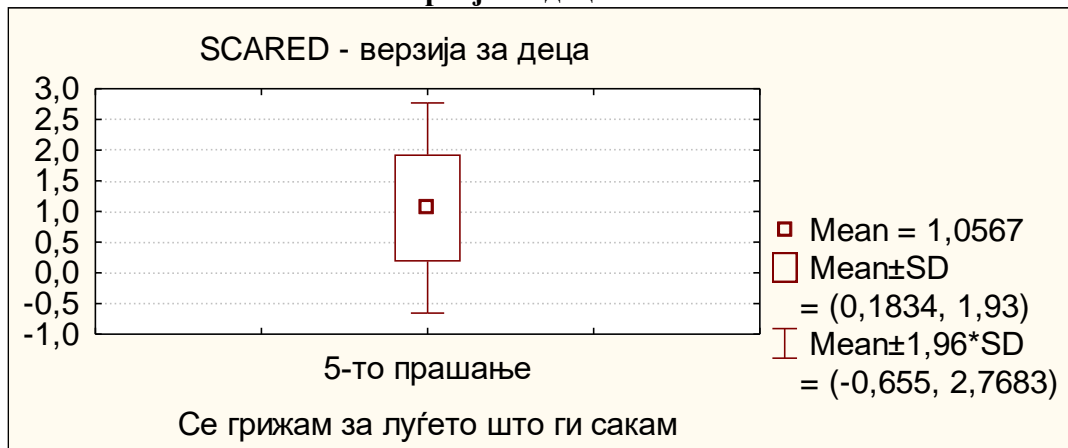 SCARED - верзија за деца
3,0
2,5
2,0
1,5
1,0
0,5
0,0
-0,5
-1,0
5-то прашање
Се грижам за луѓето што ги сакам
Mean = 1,0567
Mean±SD
= (0,1834, 1,93)
Mean±1,96*SD
= (-0,655, 2,7683)